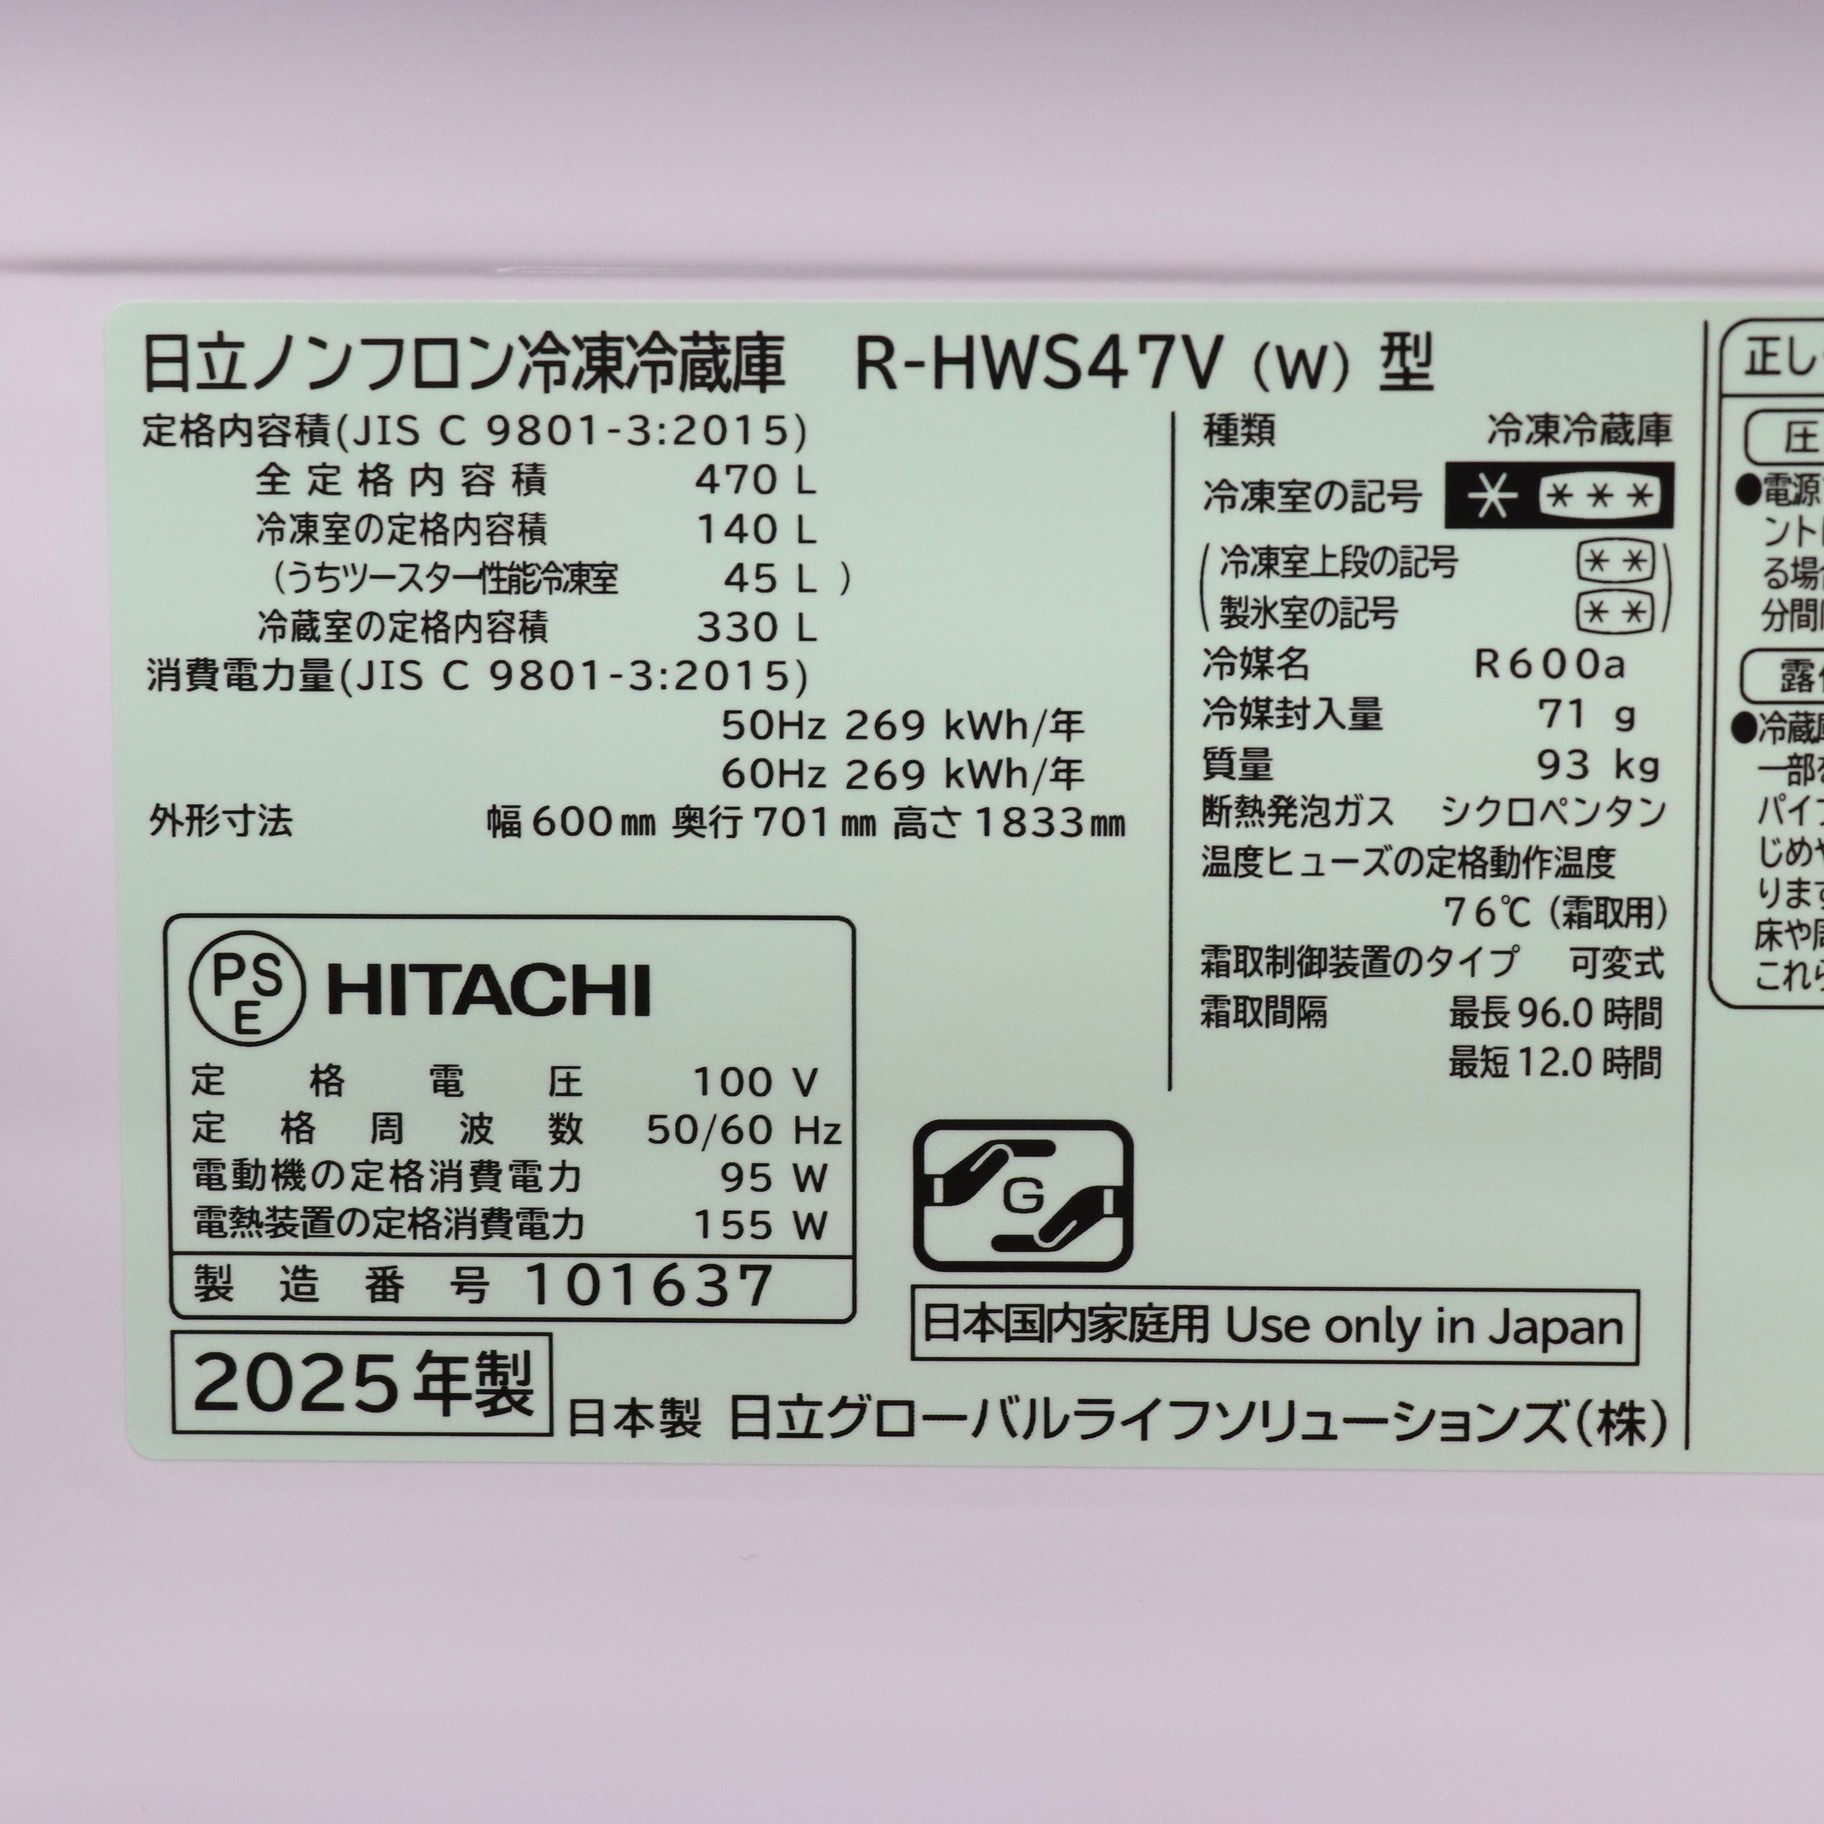 日立ノンフロン冷凍冷蔵庫 R-HWS47V (W) 型
定格内容積(JIS C 9801-3:2015)
全定格内容積 470 L
冷凍室の定格内容積 140 L
(うちツースター性能冷凍室 45 L )
冷蔵室の定格内容積 330 L
消費電力量(JIS C 9801-3:2015)
50Hz 269 kWh/年
60Hz 269 kWh/年
外形寸法 幅600㎜ 奥行701㎜ 高さ1833㎜
PS
E
HITACHI
定格電圧 100 V
定格周波数 50/60 Hz
電動機の定格消費電力 95 W
電熱装置の定格消費電力 155 W
製造番号 101637
2025年製
日本製 日立グローバルライフソリューションズ(株)
種類 冷凍冷蔵庫
冷凍室の記号 * ***
(冷凍室上段の記号 **
製氷室の記号 **)
冷媒名 R600a
冷媒封入量 71 g
質量 93 kg
断熱発泡ガス シクロペンタン
温度ヒューズの定格動作温度
76℃ (霜取用)
霜取制御装置のタイプ 可変式
霜取間隔 最長 96.0 時間
最短 12.0 時間
G
日本国内家庭用 Use only in Japan
正し
圧
●電源
ント
る場
分間
露
●冷蔵
一部
パイ
じめ
ります
床や
これ